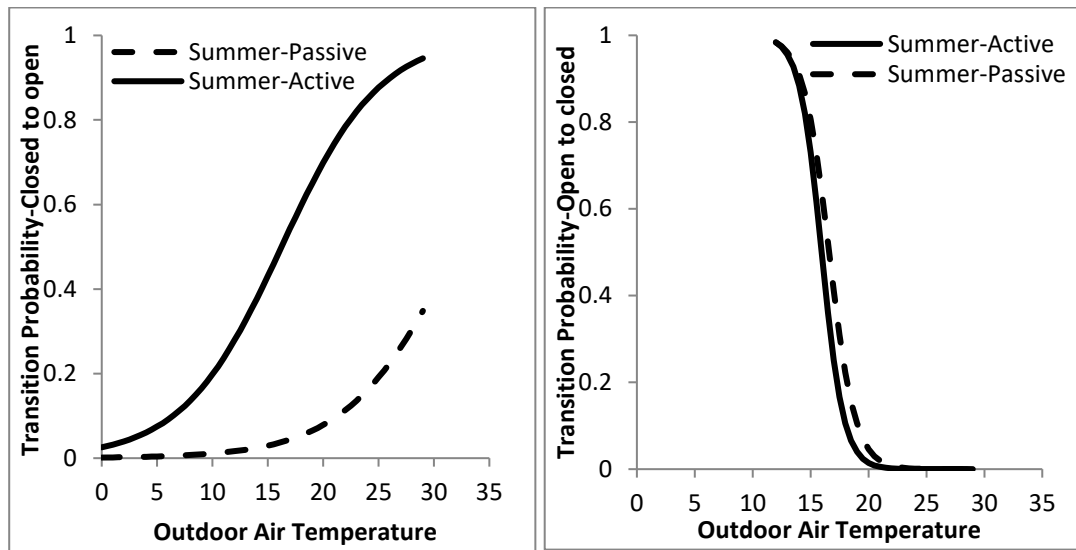 Transition Probability-Closed to open
1
0.8
0.6
0.4
0.2
0
Summer-Passive
Summer-Active
0 5 10 15 20 25 30 35
Outdoor Air Temperature
Transition Probability-Open to closed
1
0.8
0.6
0.4
0.2
0
Summer-Active
Summer-Passive
0 5 10 15 20 25 30 35
Outdoor Air Temperature